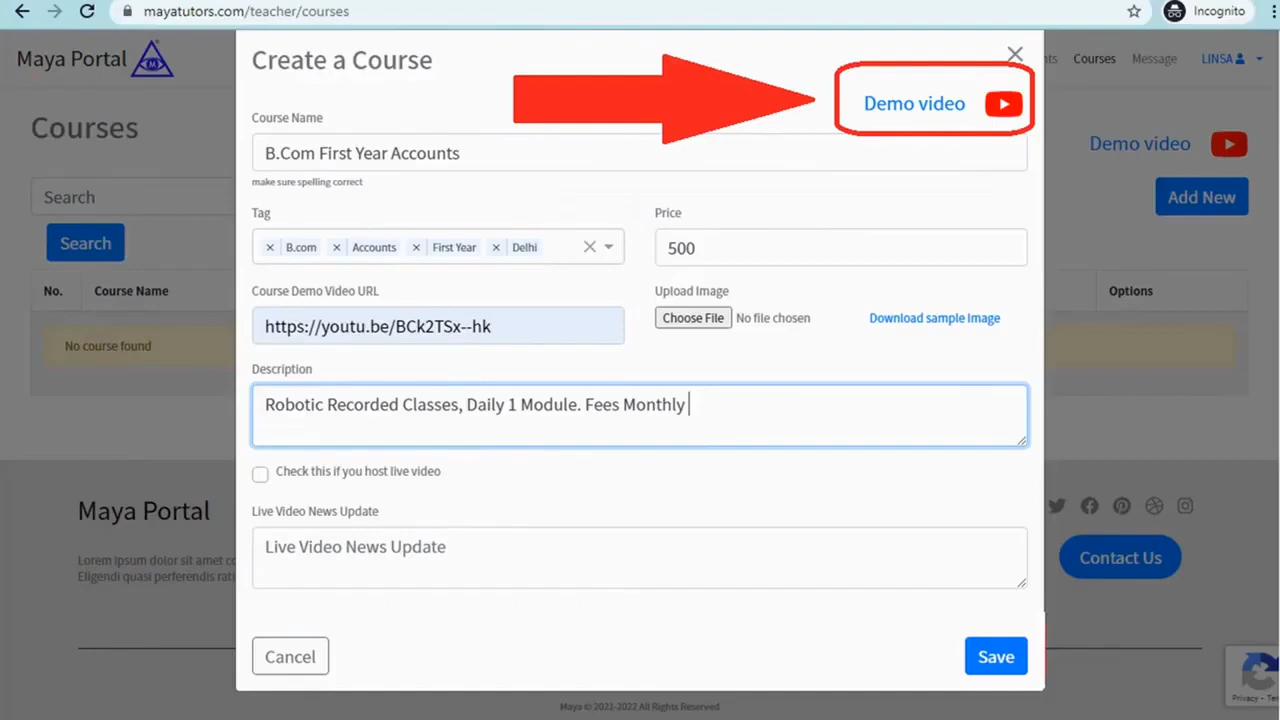 mayatutors.com/teacher/courses
Incognito
Maya Portal
M
Create a Course
nts Courses Message LINSA
Demo video
Courses
Course Name
B.Com First Year Accounts
make sure spelling correct
Demo video
Search
Add New
Tag
Price
× B.com × Accounts × First Year × Delhi
500
Search
Course Demo Video URL
Upload Image
No. Course Name
Options
https://youtu.be/BCk2TSx--hk
Choose File No file chosen
Download sample Image
No course found
Description
Robotic Recorded Classes, Daily 1 Module. Fees Monthly
Check this if you host live video
Maya Portal
Live Video News Update
Live Video News Update
Lorem ipsum dolor sit amet co
Eligendi quasi perferendis rati
Contact Us
Cancel
Save
Privacy - Ter
Maya © 2021-2022 All Rights Reserved